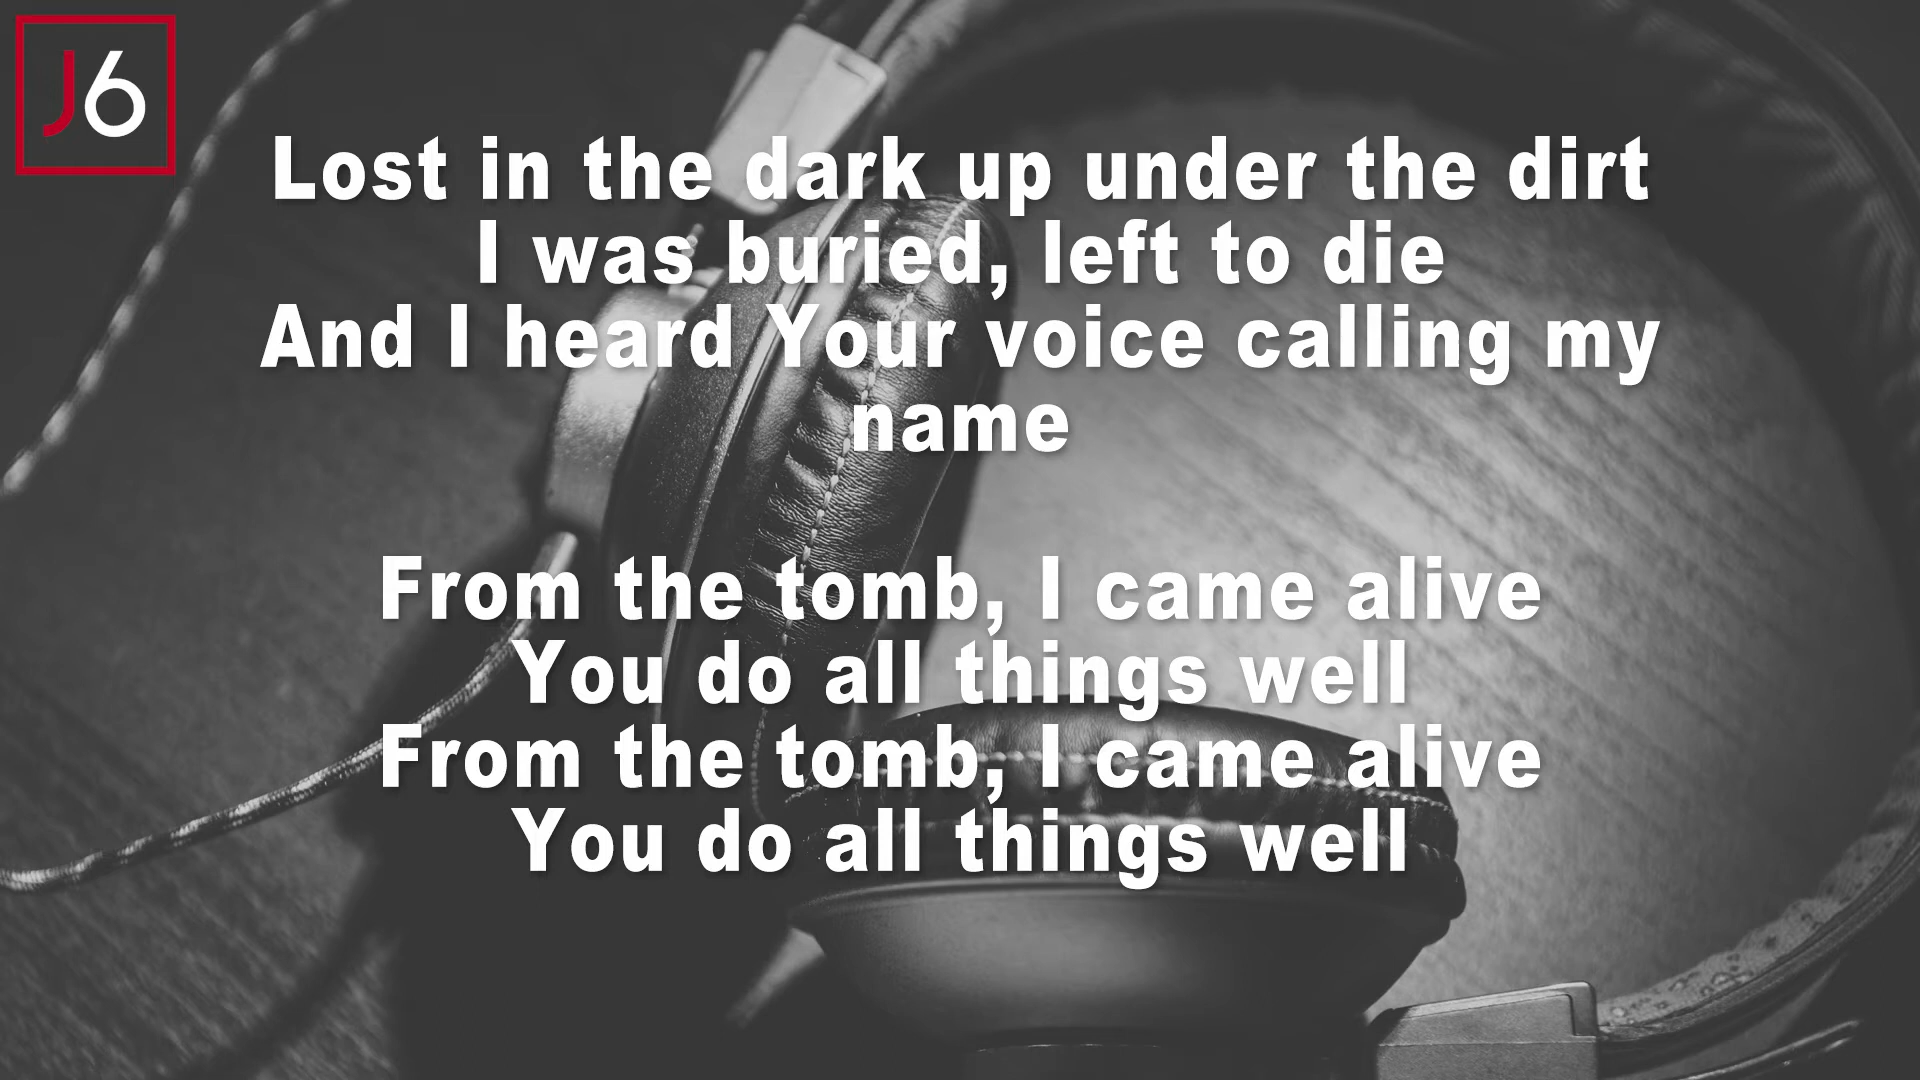 J6
Lost in the dark up under the dirt
I was buried, left to die
And I heard Your voice calling my
name
From the tomb, I came alive
You do all things well
From the tomb, I came alive
You do all things well